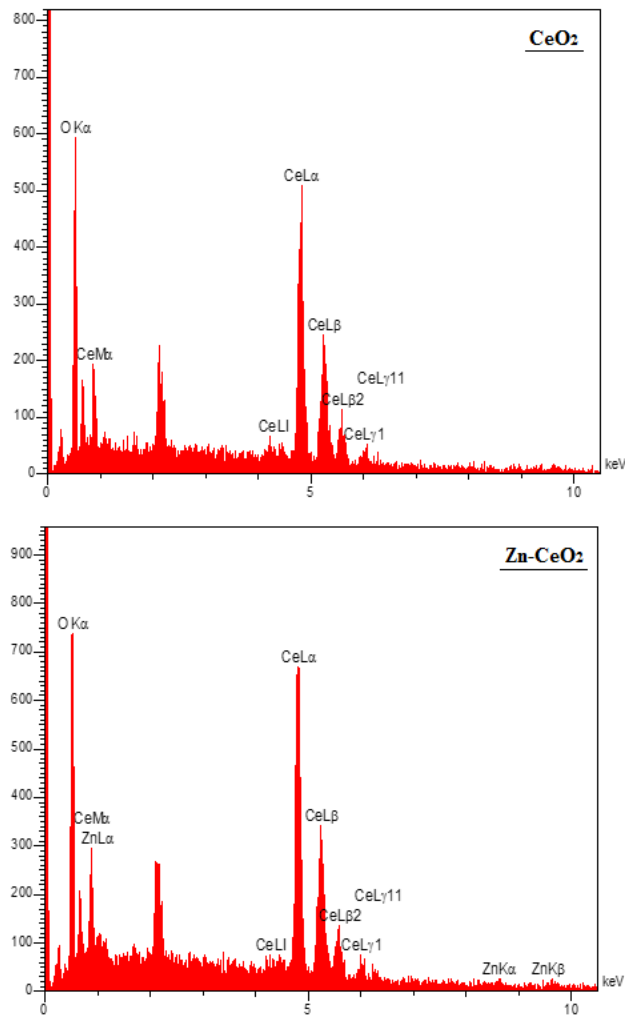 CeO2
800
700
600
500
400
300
200
100
0
OKα
CeMα
CeLl
CeLα
CeLβ
CeLβ2
CeLγ11
CeLγ1
0
5
10
keV
Zn-CeO2
900
800
700
600
500
400
300
200
100
0
OKα
CeMα
ZnLα
CeLl
CeLα
CeLβ
CeLβ2
CeLγ11
CeLγ1
ZnKα
ZnKβ
0
5
10
keV